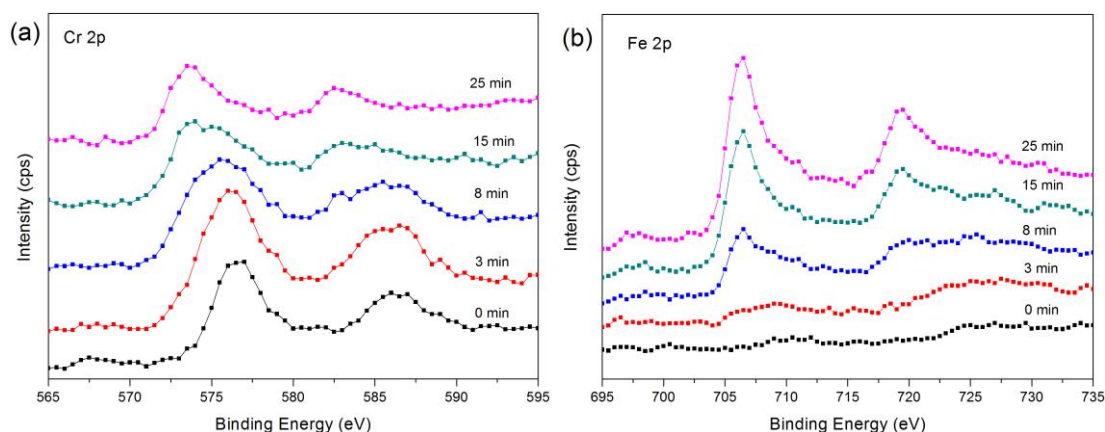 (a)
Cr 2p
25 min
15 min
8 min
3 min
0 min
Intensity (cps)
565 570 575 580 585 590 595
Binding Energy (eV)
(b)
Fe 2p
25 min
15 min
8 min
3 min
0 min
Intensity (cps)
695 700 705 710 715 720 725 730 735
Binding Energy (eV)